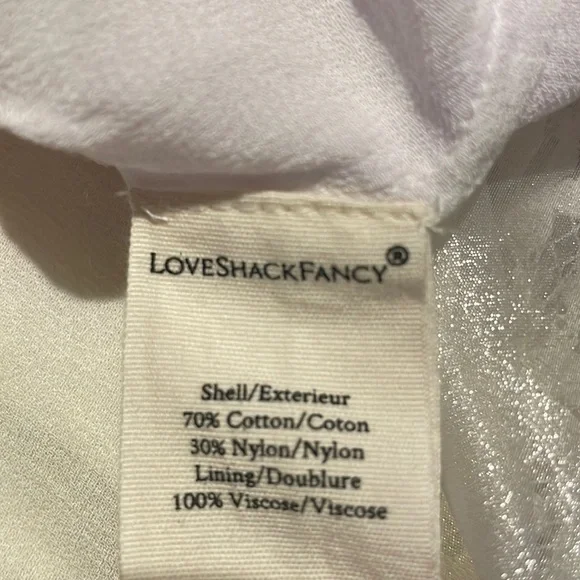 LOVESHACKFANCY®
Shell/Exterieur
70% Cotton/Coton
30% Nylon/Nylon
Lining/Doublure
100% Viscose/Viscose